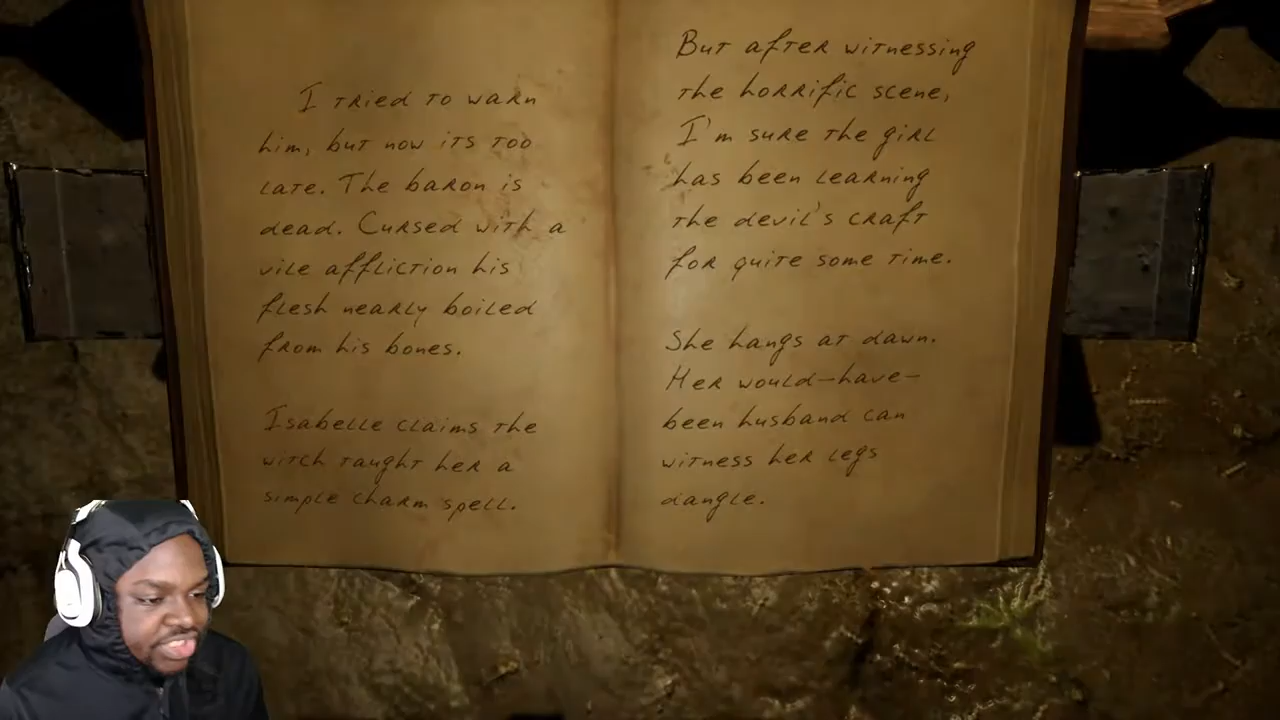 I tried to warn
him, but now its too
late. The baron is
dead. Cursed with a
vile affliction his
flesh nearly boiled
from his bones.
Isabelle claims the
witch taught her a
simple charm spell.
But after witnessing
the horrific scene,
I'm sure the girl
has been learning
the devil's craft
for quite some time.
She hangs at dawn.
Her would-have-
been husband can
witness her legs
dangle.